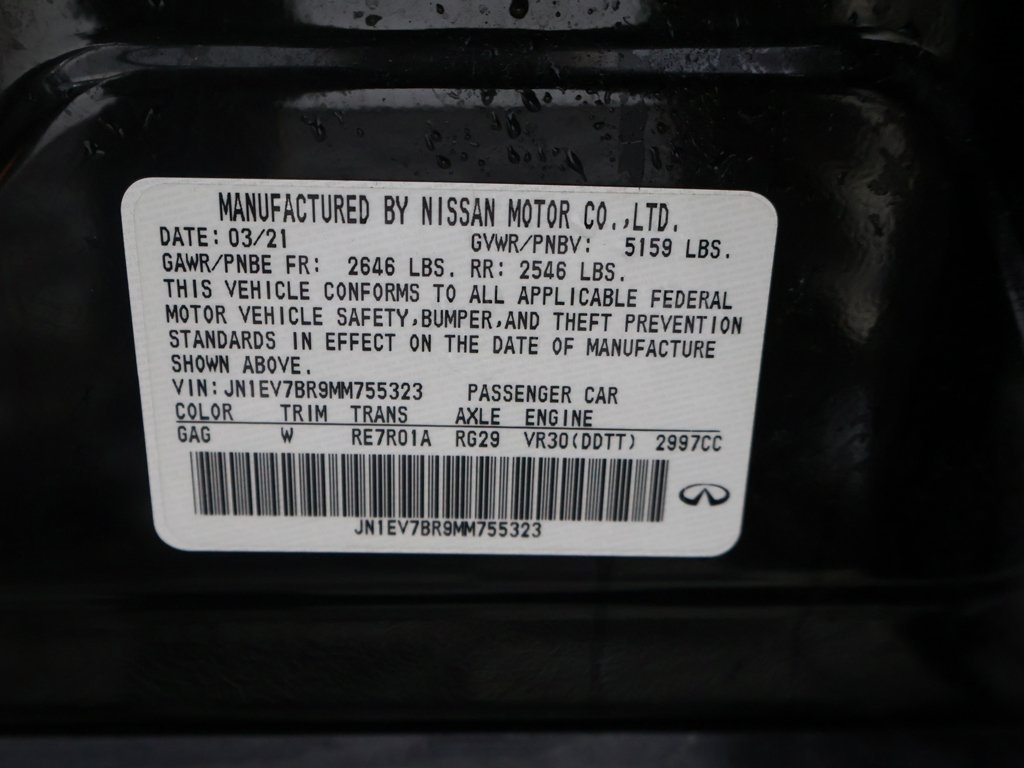 MANUFACTURED BY NISSAN MOTOR CO.,LTD.
DATE: 03/21 GVWR/PNBV: 5159 LBS.
GAWR/PNBE FR: 2646 LBS. RR: 2546 LBS.
THIS VEHICLE CONFORMS TO ALL APPLICABLE FEDERAL
MOTOR VEHICLE SAFETY,BUMPER,AND THEFT PREVENTION
STANDARDS IN EFFECT ON THE DATE OF MANUFACTURE
SHOWN ABOVE.
VIN:JN1EV7BR9MM755323 PASSENGER CAR
COLOR TRIM TRANS AXLE ENGINE
GAG W RE7R01A RG29 VR30(DDTT) 2997CC
JN1EV7BR9MM755323